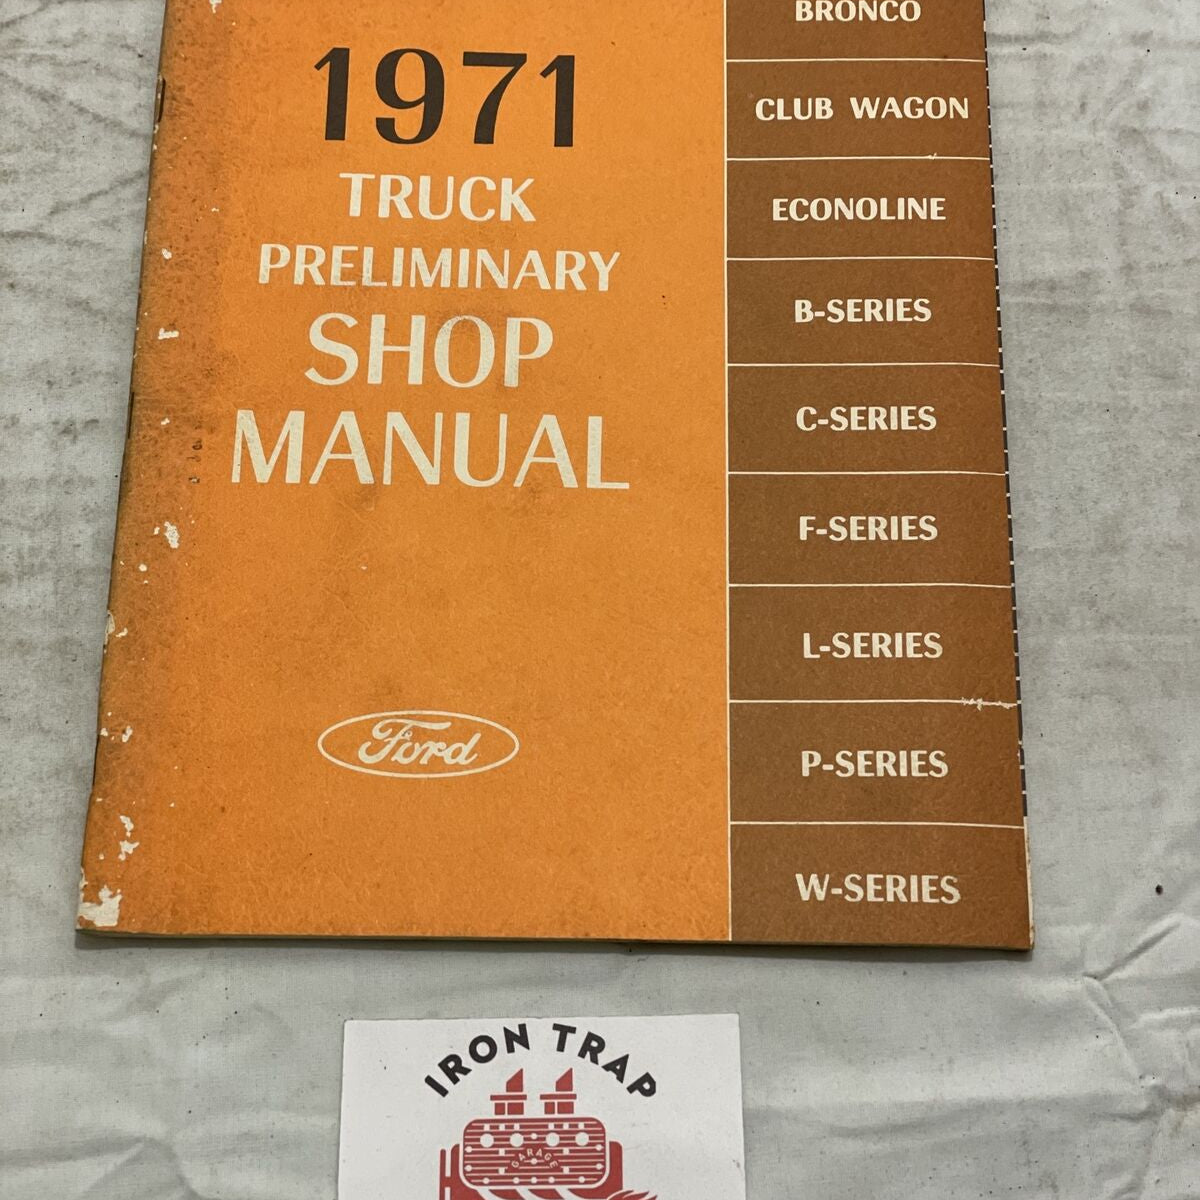 1971
TRUCK
PRELIMINARY
SHOP
MANUAL
Ford
BRONCO
CLUB WAGON
ECONOLINE
B-SERIES
C-SERIES
F-SERIES
L-SERIES
P-SERIES
W-SERIES
IRON TRAP
GARAGE